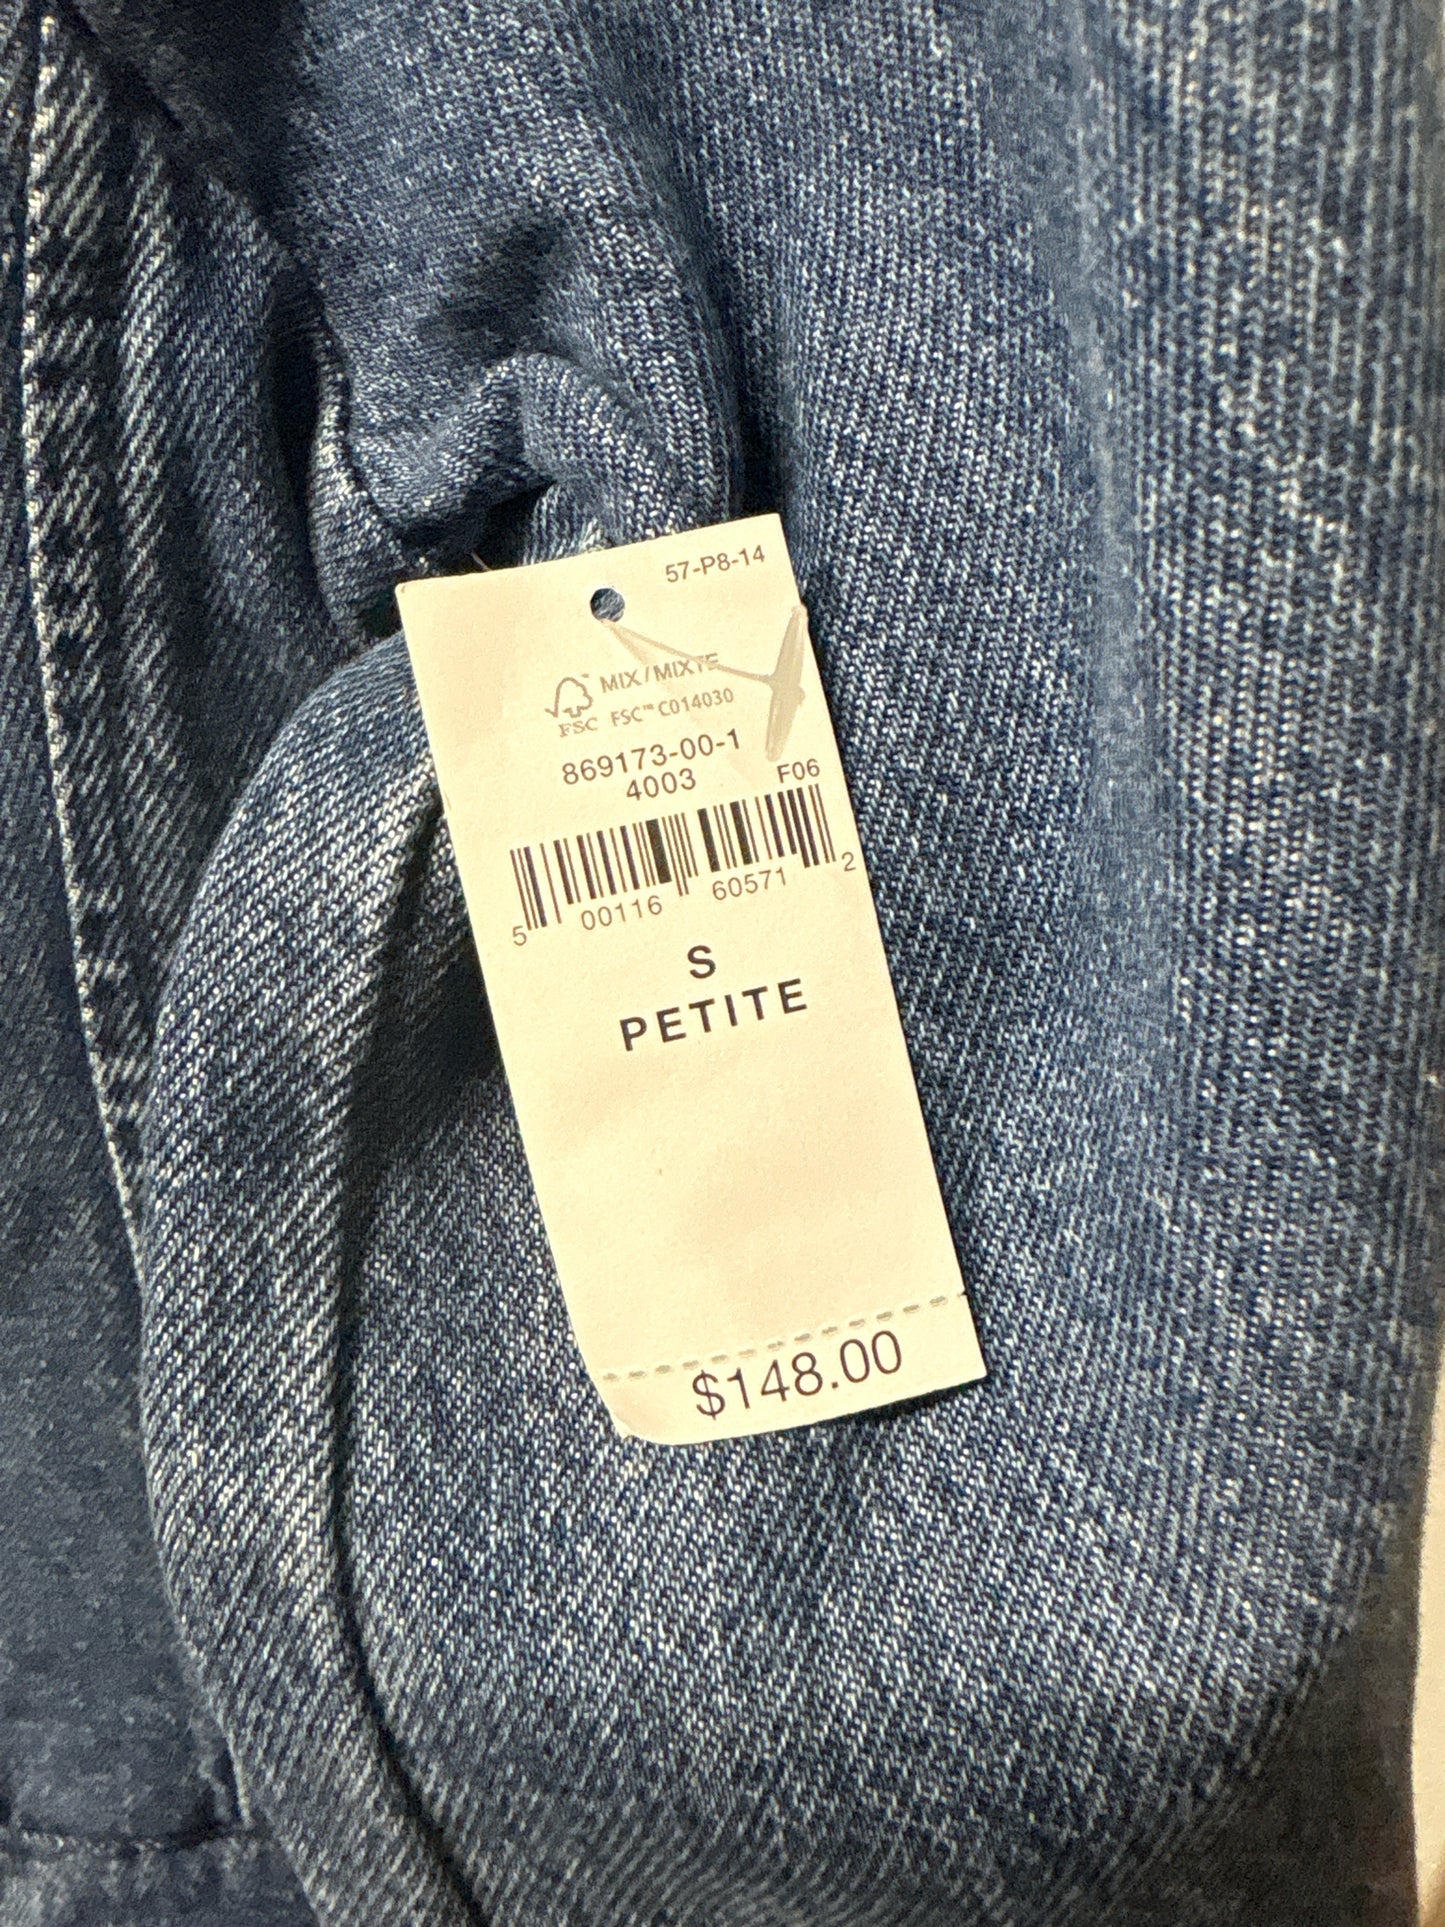 57-P8-14
MIX/MIXTE
FSC FSC™ C014030
869173-00-1
4003 F06
5 00116 60571 2
S
PETITE
$148.00